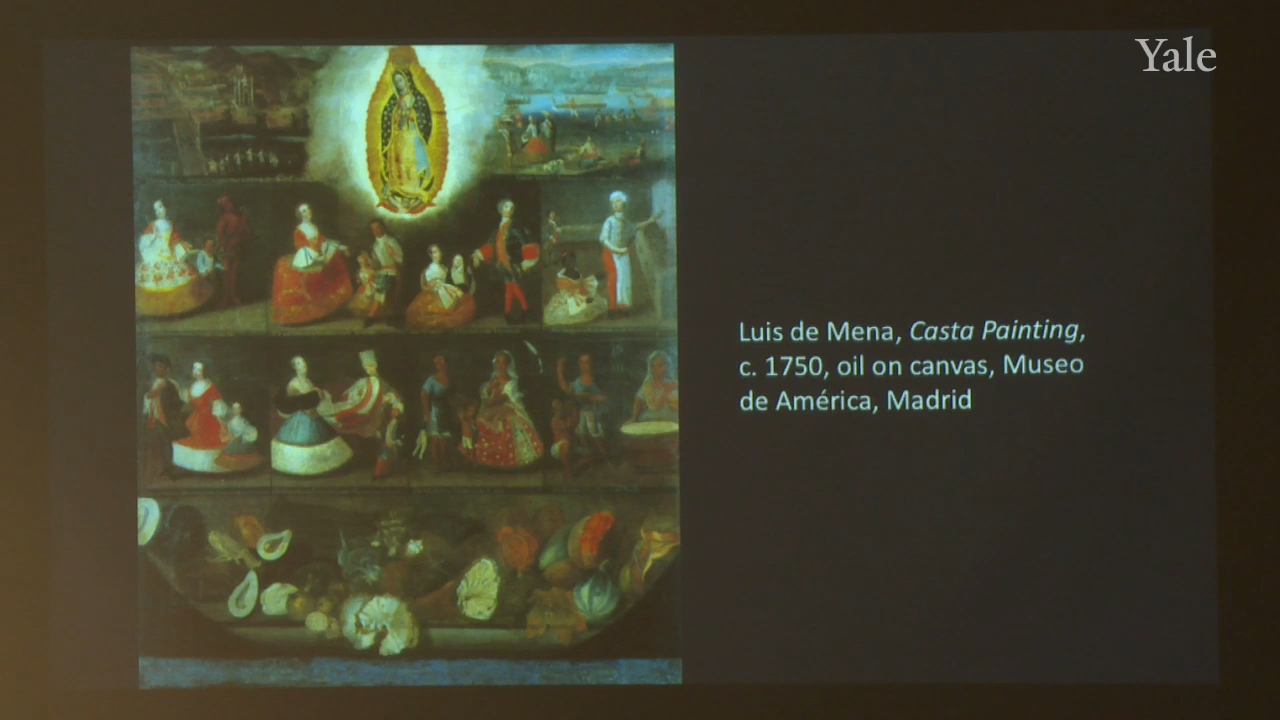 Yale
Luis de Mena, Casta Painting,
c. 1750, oil on canvas, Museo
de América, Madrid